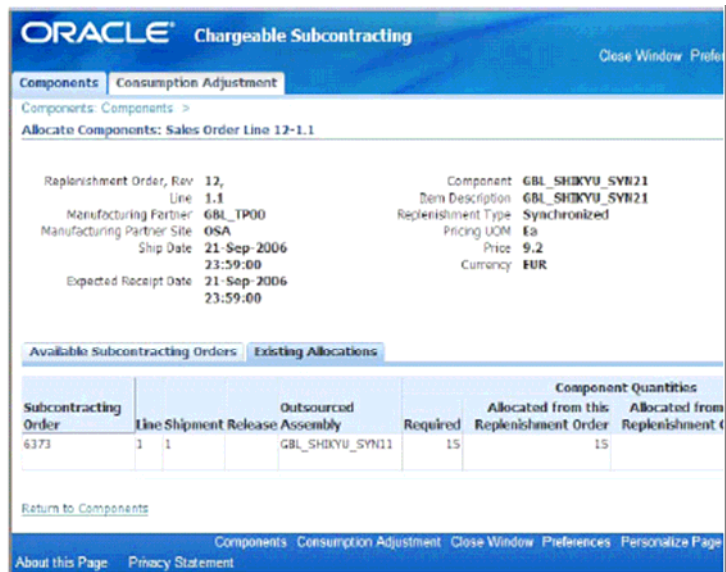 ORACLE® Chargeable Subcontracting
Close Window Prefer
Components Consumption Adjustment
Components: Components >
Allocate Components: Sales Order Line 12-1.1
Replenishment Order, Rev 12,
Line 1.1
Manufacturing Partner GBL_TP00
Manufacturing Partner Site OSA
Ship Date 21-Sep-2006
23:59:00
Expected Receipt Date 21-Sep-2006
23:59:00
Component GBL_SHIKYU_SYN21
Item Description GBL_SHIKYU_SYN21
Replenishment Type Synchronized
Pricing UOM Ea
Price 9.2
Currency EUR
Available Subcontracting Orders Existing Allocations
Component Quantities
Subcontracting Outsourced Allocated from this Allocated from
Order Line Shipment Release Assembly Required Replenishment Order Replenishment
6373 1 1 GBL_SHIKYU_SYN11 15 15
Return to Components
Components Consumption Adjustment Close Window Preferences Personalize Page
About this Page Privacy Statement